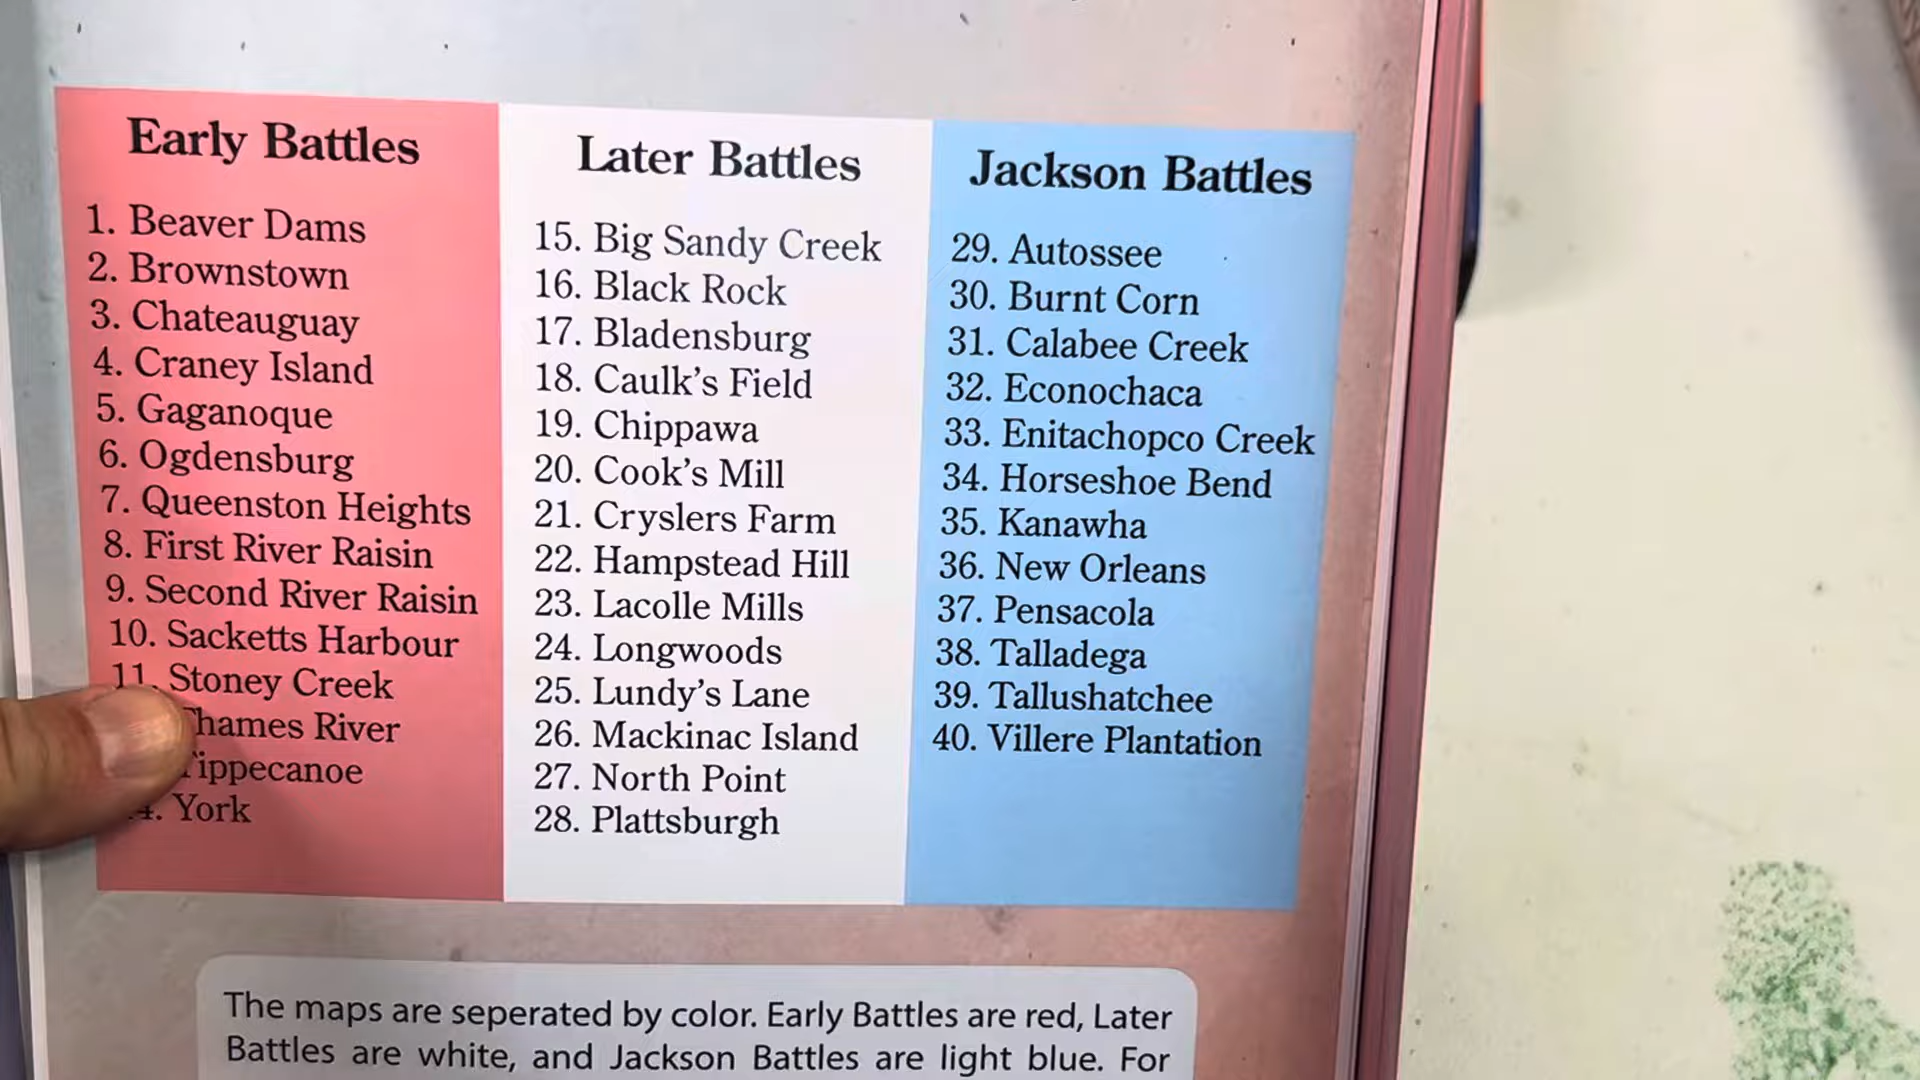 Early Battles
1. Beaver Dams
2. Brownstown
3. Chateauguay
4. Craney Island
5. Gaganoque
6. Ogdensburg
7. Queenston Heights
8. First River Raisin
9. Second River Raisin
10. Sacketts Harbour
11. Stoney Creek
Thames River
Tippecanoe
4. York
Later Battles
15. Big Sandy Creek
16. Black Rock
17. Bladensburg
18. Caulk's Field
19. Chippawa
20. Cook's Mill
21. Cryslers Farm
22. Hampstead Hill
23. Lacolle Mills
24. Longwoods
25. Lundy's Lane
26. Mackinac Island
27. North Point
28. Plattsburgh
Jackson Battles
29. Autossee
30. Burnt Corn
31. Calabee Creek
32. Econochaca
33. Enitachopco Creek
34. Horseshoe Bend
35. Kanawha
36. New Orleans
37. Pensacola
38. Talladega
39. Tallushatchee
40. Villere Plantation
The maps are seperated by color. Early Battles are red, Later
Battles are white, and Jackson Battles are light blue. For